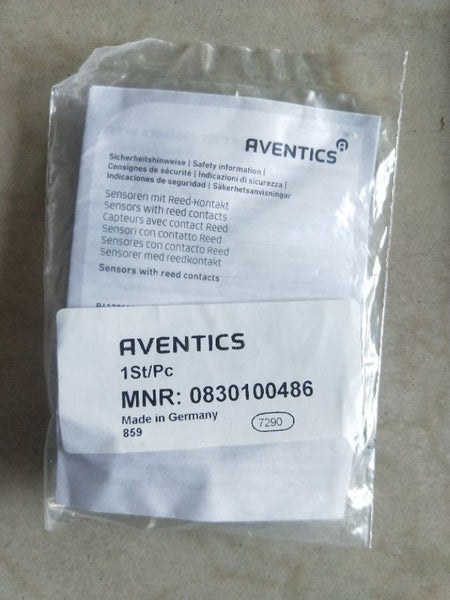 AVENTICS
Sicherheitshinweise | Safety information |
Consignes de sécurité | Indicazioni di sicurezza |
Indicaciones de seguridad | Säkerhetsanvisningar
Sensoren mit Reed-Kontakt
Sensors with reed contacts
Capteurs avec contact Reed
Sensori con contatto Reed
Sensores con contacto Reed
Sensorer med reedkontakt
Sensors with reed contacts
AVENTICS
1St/Pc
MNR: 0830100486
Made in Germany
859
7290